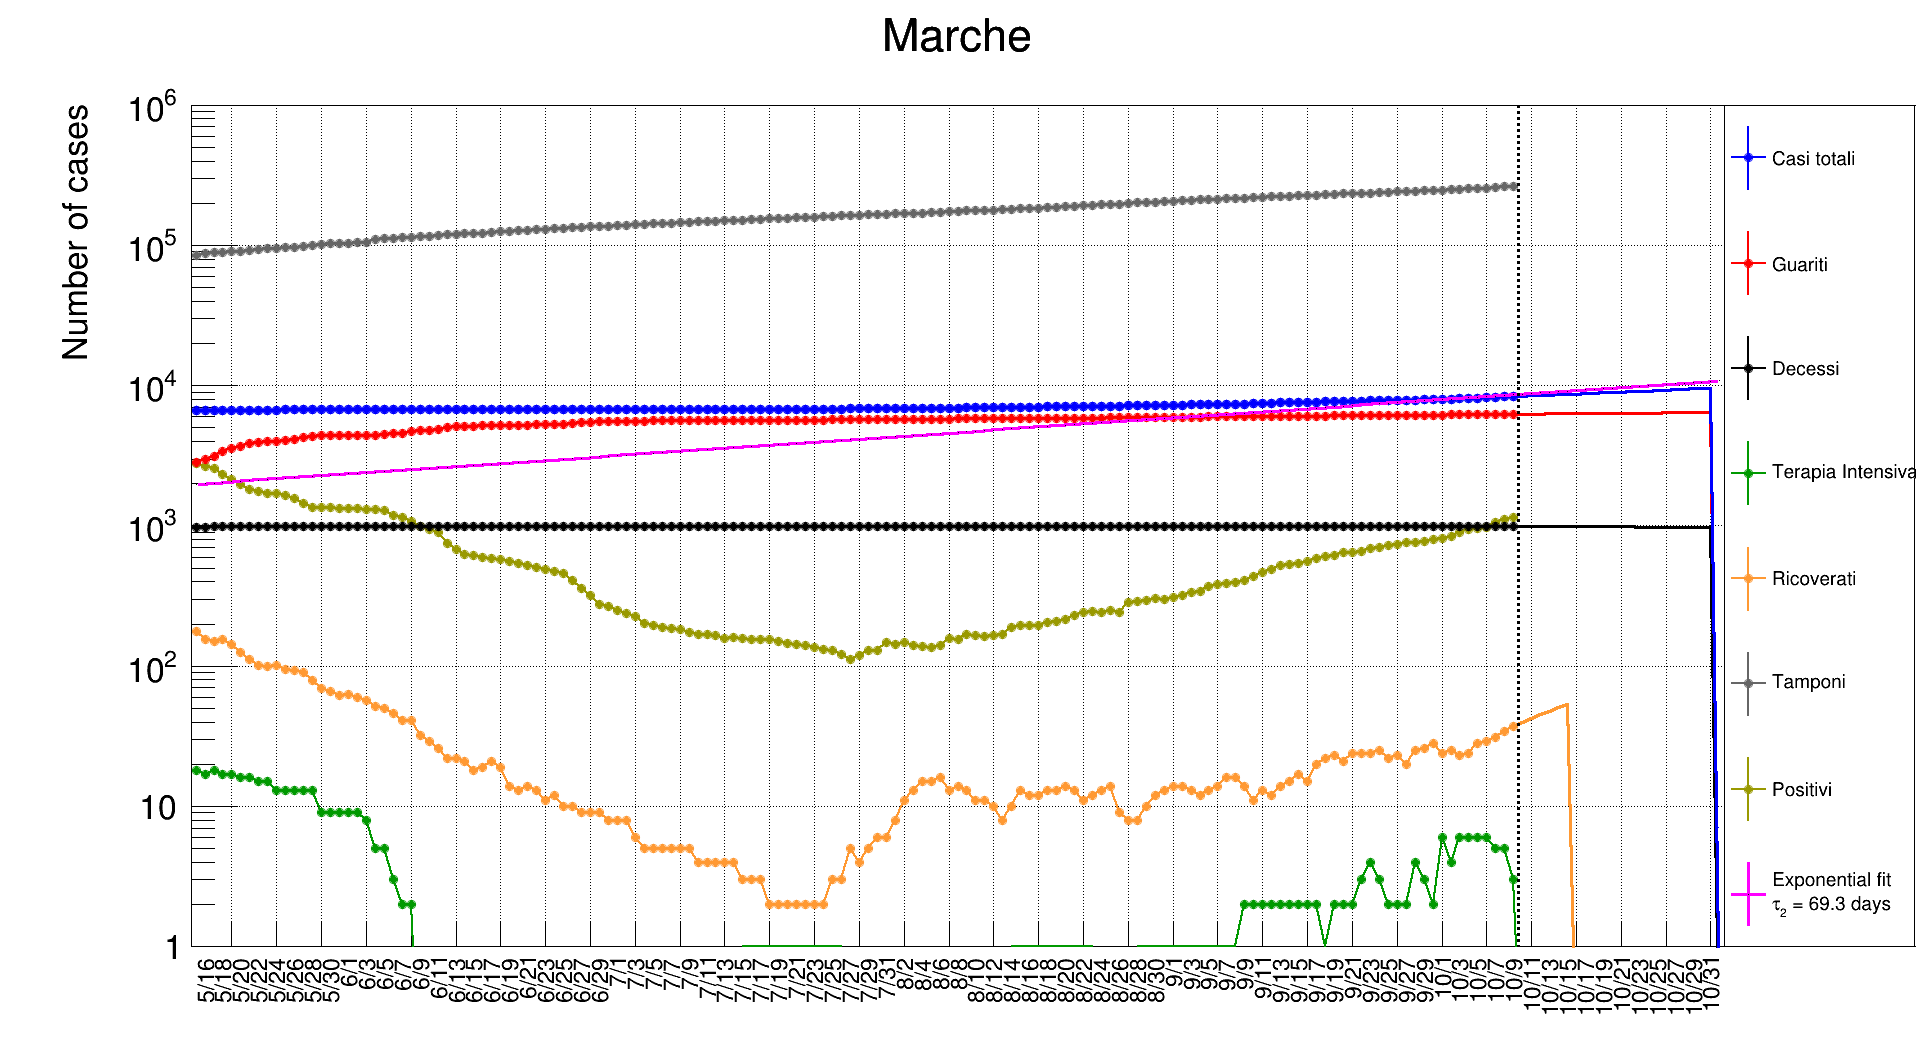 Marche
Number of cases
10^6
10^5
10^4
10^3
10^2
10
1
5/16 5/18 5/20 5/22 5/24 5/26 5/28 5/30 6/1 6/3 6/5 6/7 6/9 6/11 6/13 6/15 6/17 6/19 6/21 6/23 6/25 6/27 6/29 7/1 7/3 7/5 7/7 7/9 7/11 7/13 7/15 7/17 7/19 7/21 7/23 7/25 7/27 7/29 7/31 8/2 8/4 8/6 8/8 8/10 8/12 8/14 8/16 8/18 8/20 8/22 8/24 8/26 8/28 8/30 9/1 9/3 9/5 9/7 9/9 9/11 9/13 9/15 9/17 9/19 9/21 9/23 9/25 9/27 9/29 10/1 10/3 10/5 10/7 10/9 10/11 10/13 10/15 10/17 10/19 10/21 10/23 10/25 10/27 10/29 10/31
Casi totali
Guariti
Decessi
Terapia Intensiva
Ricoverati
Tamponi
Positivi
Exponential fit
τ₂ = 69.3 days